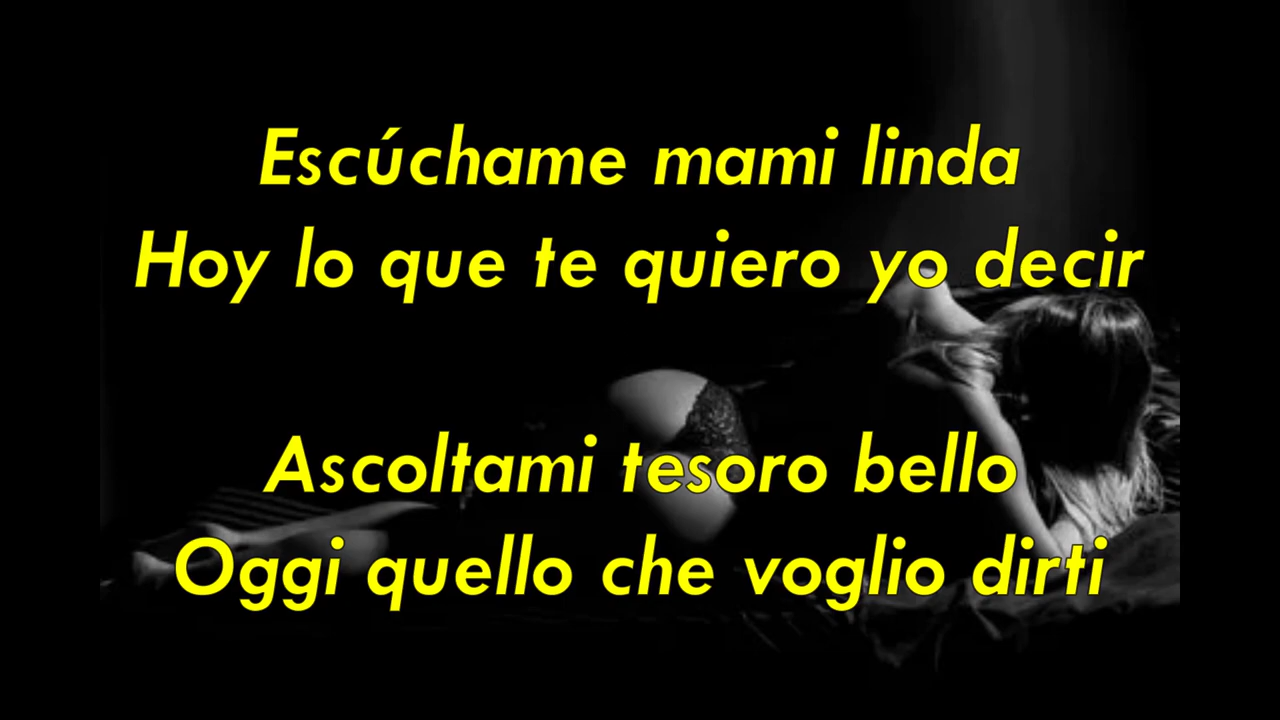 Escúchame mami linda
Hoy lo que te quiero yo decir
Ascoltami tesoro bello
Oggi quello che voglio dirti